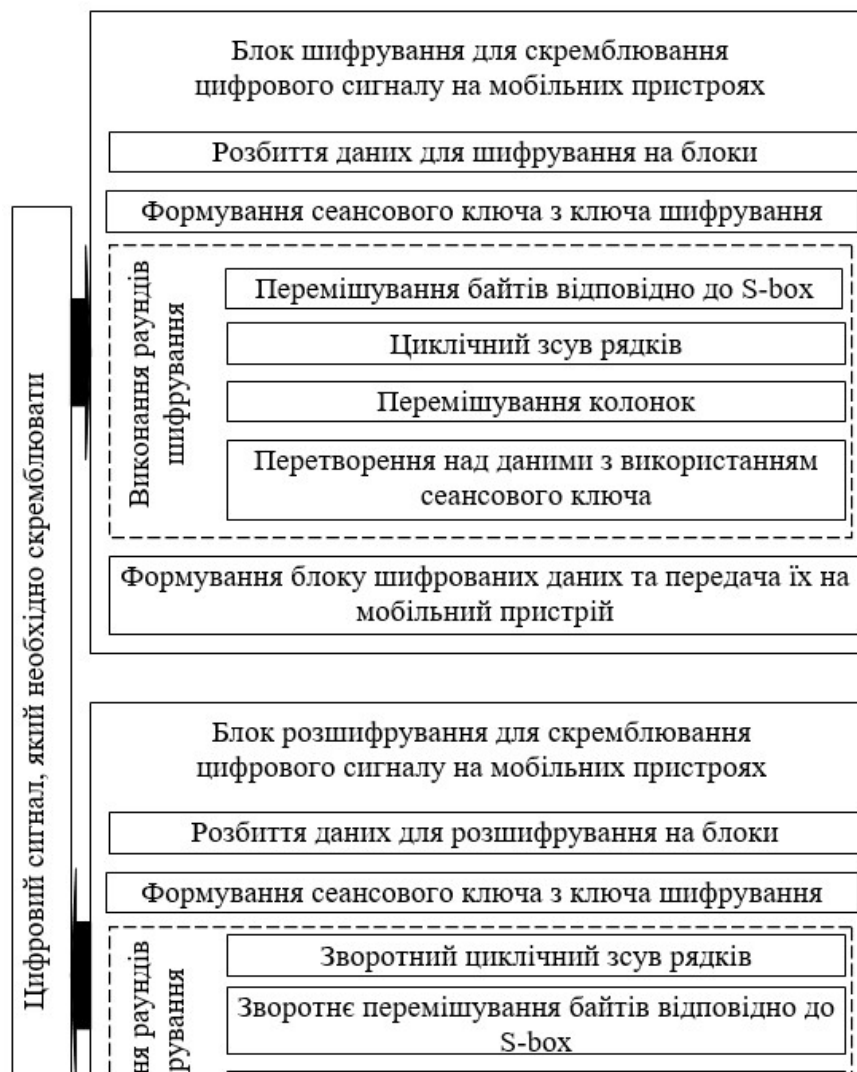 Блок шифрування для скремблювання
цифрового сигналу на мобільних пристроях
Розбиття даних для шифрування на блоки
Формування сеансового ключа з ключа шифрування
Виконання раундів
шифрування
Перемішування байтів відповідно до S-box
Циклічний зсув рядків
Перемішування колонок
Перетворення над даними з використанням
сеансового ключа
Формування блоку шифрованих даних та передача їх на
мобільний пристрій
Цифровий сигнал, який необхідно скремблювати
Блок розшифрування для скремблювання
цифрового сигналу на мобільних пристроях
Розбиття даних для розшифрування на блоки
Формування сеансового ключа з ключа шифрування
раундів
Зворотний циклічний зсув рядків
Зворотнє перемішування байтів відповідно до
S-box